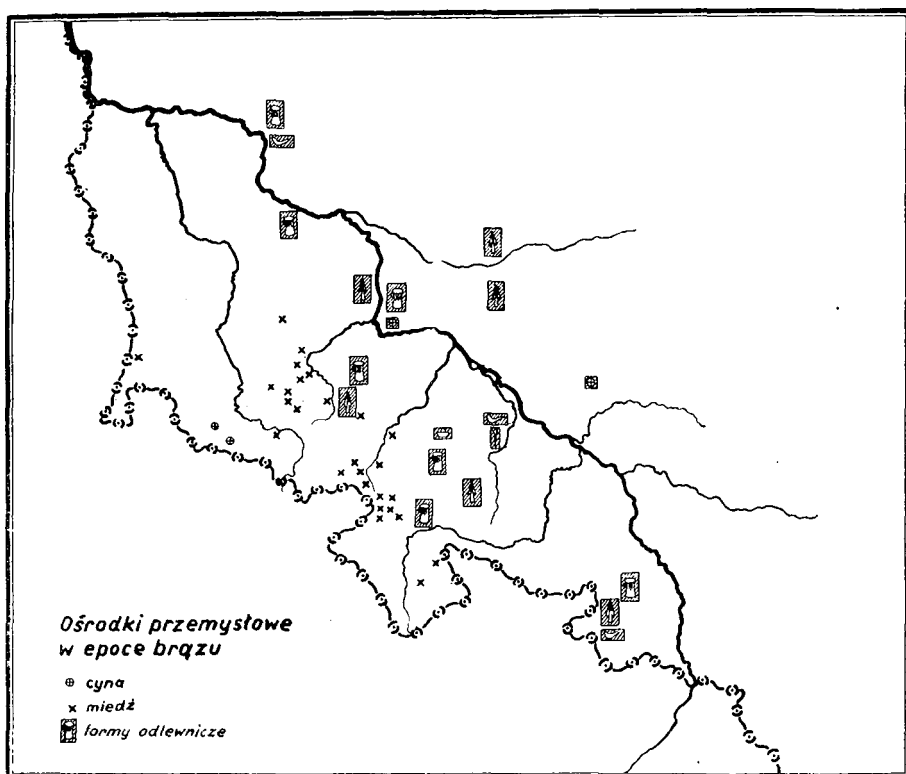 Ośrodki przemysłowe
w epoce brązu
cyna
miedź
formy odlewnicze